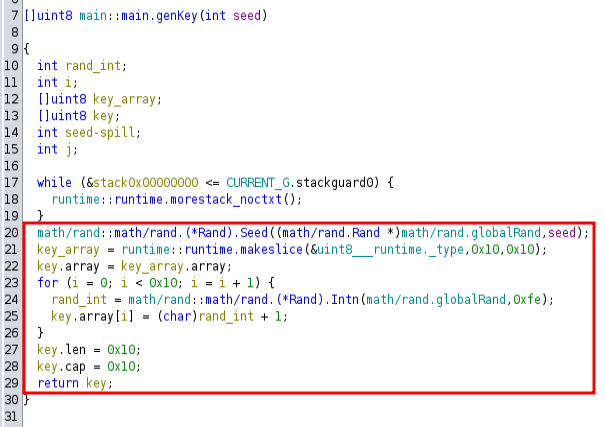 7 []uint8 main::main.genKey(int seed)
8
9 {
10 int rand_int;
11 int i;
12 []uint8 key_array;
13 []uint8 key;
14 int seed-spill;
15 int j;
16
17 while (&stack0x00000000 <= CURRENT_G.stackguard0) {
18 runtime::runtime.morestack_noctxt();
19 }
20 math/rand::math/rand.(*Rand).Seed((math/rand.Rand *)math/rand.globalRand,seed);
21 key_array = runtime::runtime.makeslice(&uint8___runtime._type,0x10,0x10);
22 key.array = key_array.array;
23 for (i = 0; i < 0x10; i = i + 1) {
24 rand_int = math/rand::math/rand.(*Rand).Intn(math/rand.globalRand,0xfe);
25 key.array[i] = (char)rand_int + 1;
26 }
27 key.len = 0x10;
28 key.cap = 0x10;
29 return key;
30 }
31